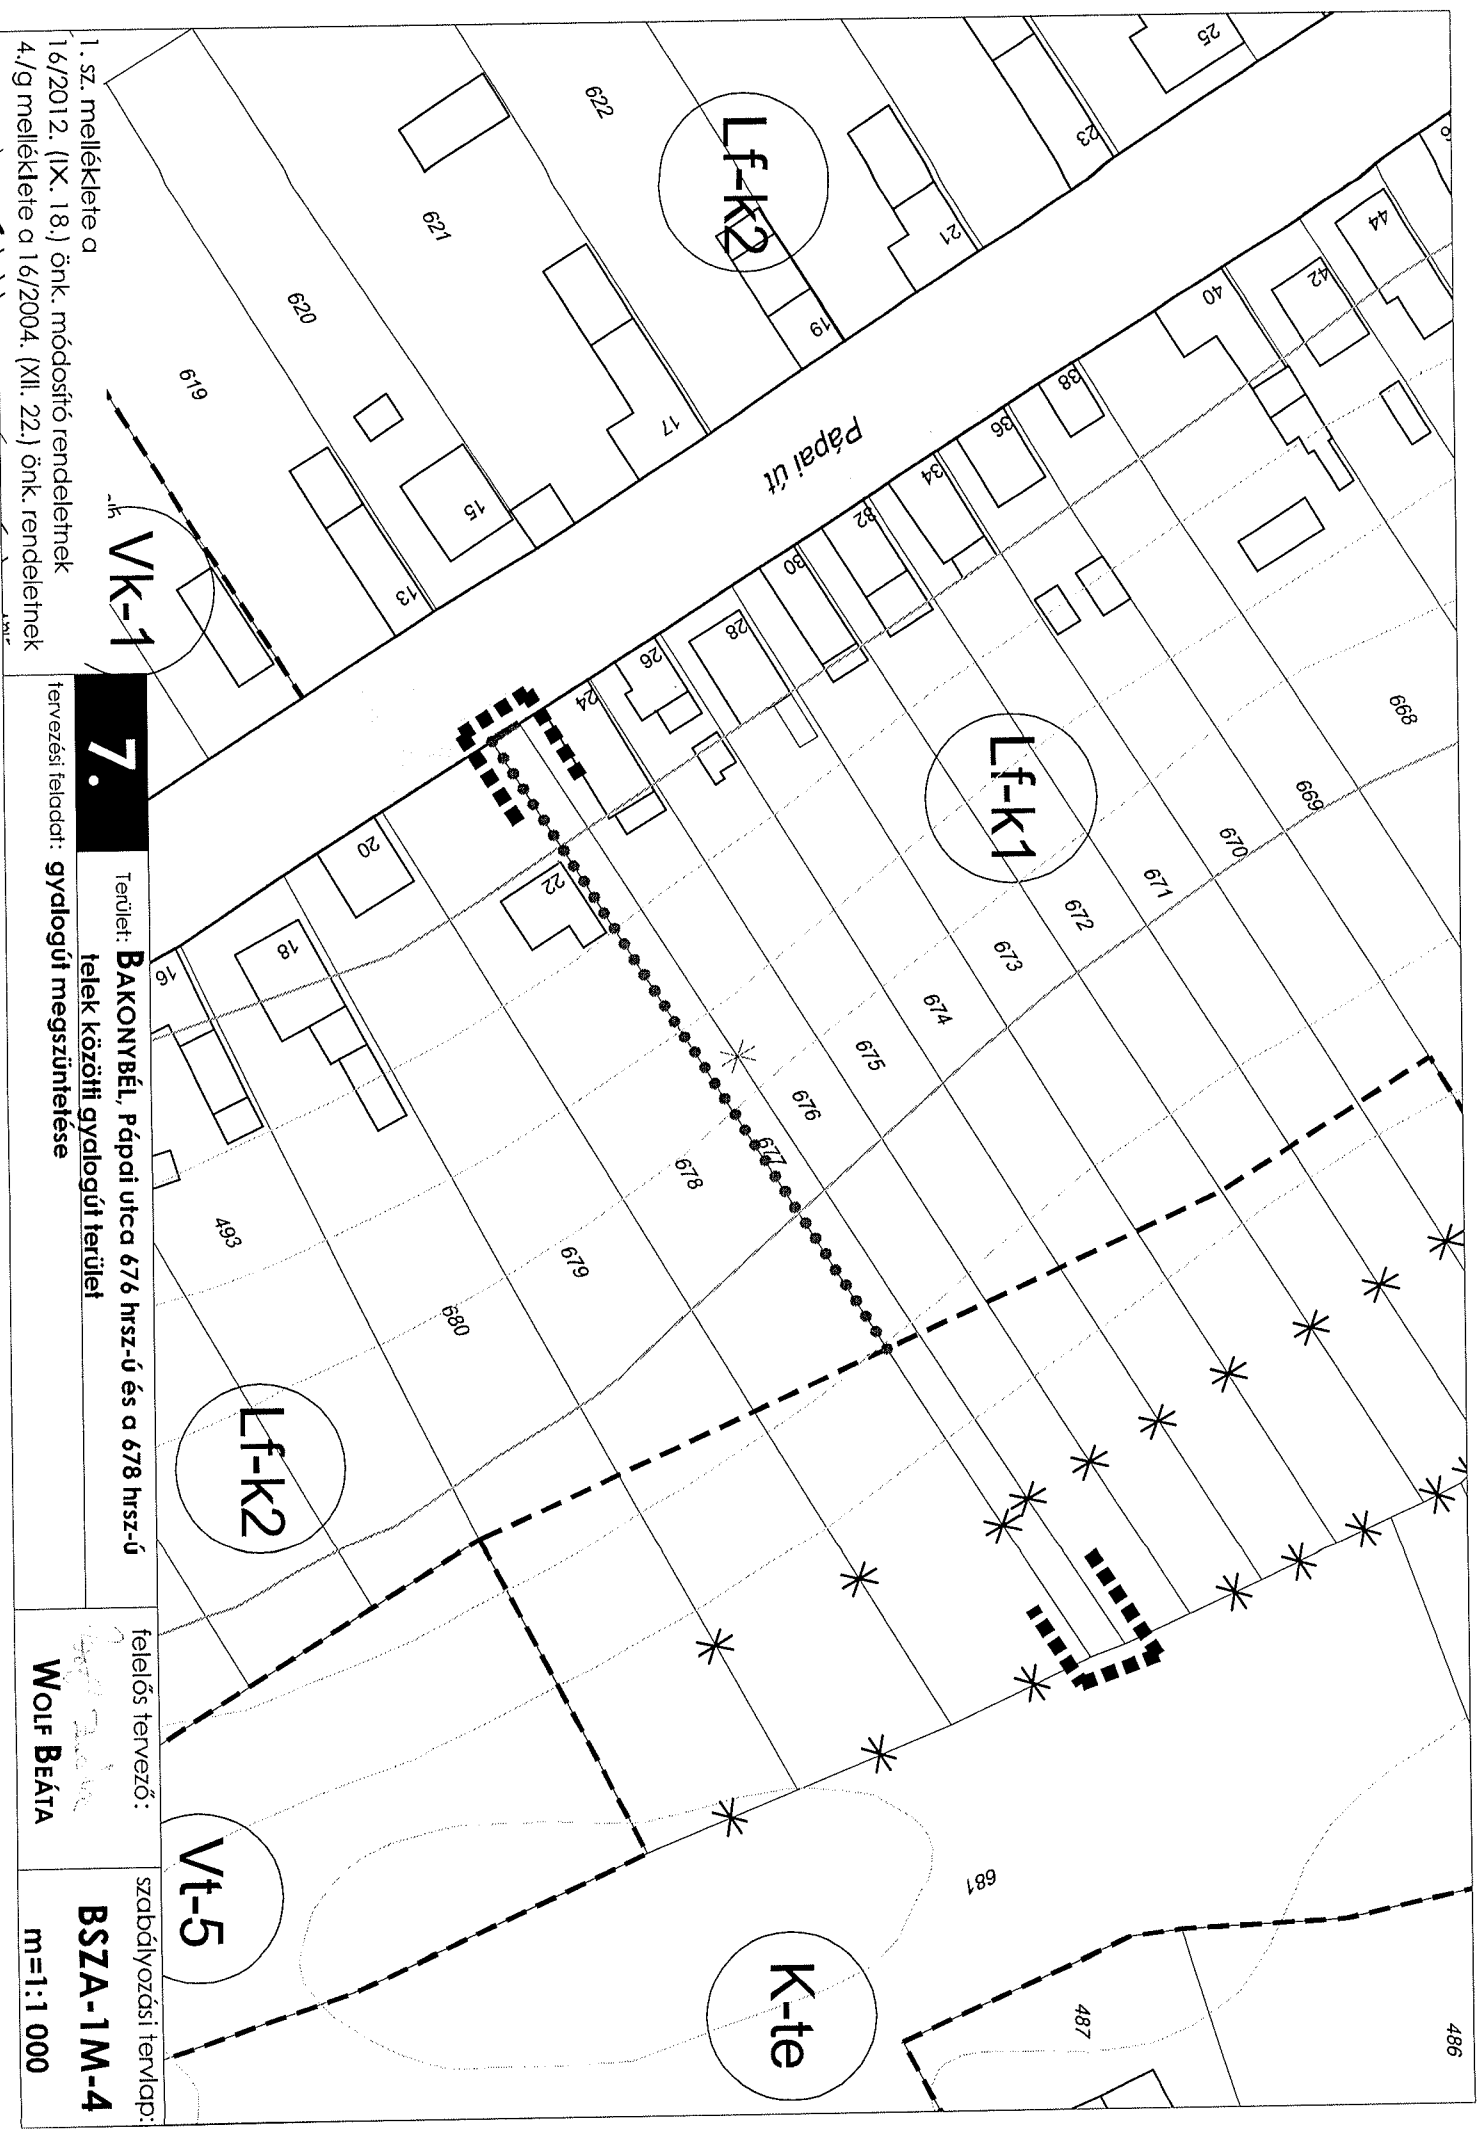 1. sz. melléklete a
16/2012. (IX. 18.) önk. módosító rendeletnek
4./g melléklete a 16/2004. (XII. 22.) önk. rendeletnek
7.
Terület: BAKONYBÉL, Pápai utca 676 hrsz-ú és a 678 hrsz-ú
telek közötti gyalogút terület
tervezési feladat: gyalogút megszüntetése
felelős tervező:
WOLF BEÁTA
szabályozási tervlap:
BSZA-1M-4
m=1:1 000
Pápai út
Lf-k2
Vk-1
Lf-k1
Lf-k2
Vt-5
K-te
25
23
21
19
17
15
13
44
42
40
38
36
34
32
30
28
26
24
22
20
18
16
622
621
620
619
668
669
670
671
672
673
674
675
676
677
678
679
680
493
681
487
486